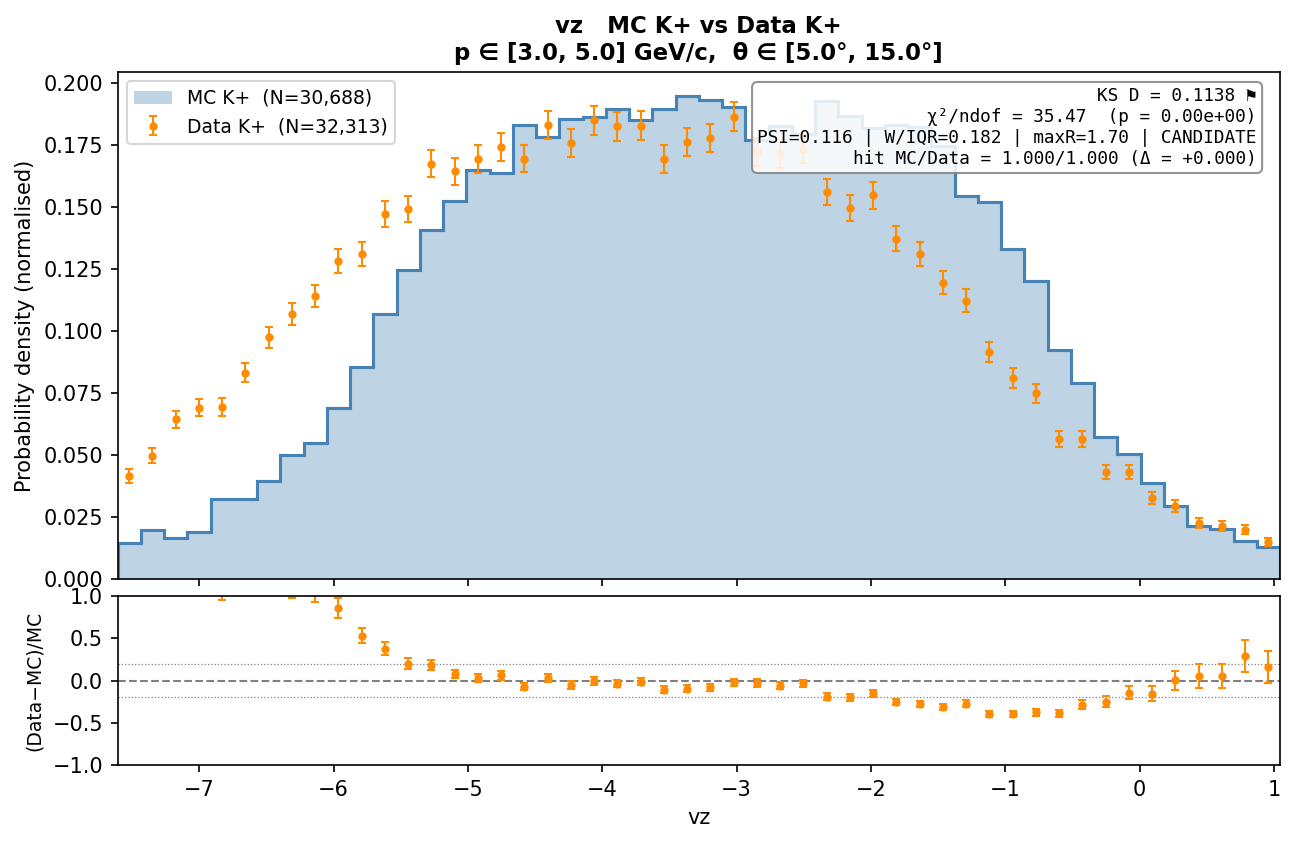 vz   MC K+ vs Data K+
p ∈ [3.0, 5.0] GeV/c,  θ ∈ [5.0°, 15.0°]
MC K+  (N=30,688)
Data K+  (N=32,313)
KS D = 0.1138 ⚑
χ²/ndof = 35.47  (p = 0.00e+00)
PSI=0.116 | W/IQR=0.182 | maxR=1.70 | CANDIDATE
hit MC/Data = 1.000/1.000 (Δ = +0.000)
Probability density (normalised)
0.200
0.175
0.150
0.125
0.100
0.075
0.050
0.025
0.000
(Data−MC)/MC
1.0
0.5
0.0
−0.5
−1.0
−7 −6 −5 −4 −3 −2 −1 0 1
vz